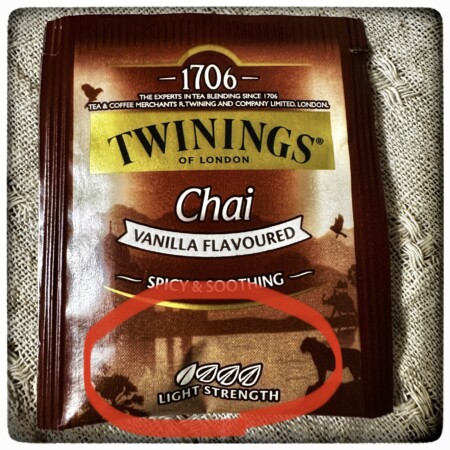 1706
THE EXPERTS IN TEA BLENDING SINCE 1706
TEA & COFFEE MERCHANTS R.TWINING AND COMPANY LIMITED. LONDON.
TWININGS®
OF LONDON
Chai
VANILLA FLAVOURED
SPICY & SOOTHING
LIGHT STRENGTH